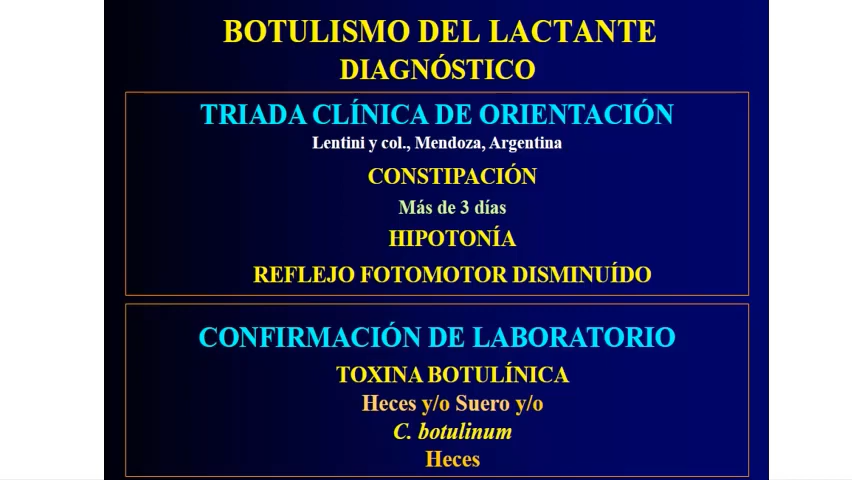 BOTULISMO DEL LACTANTE
DIAGNÓSTICO
TRIADA CLÍNICA DE ORIENTACIÓN
Lentini y col., Mendoza, Argentina
CONSTIPACIÓN
Más de 3 días
HIPOTONÍA
REFLEJO FOTOMOTOR DISMINUÍDO
CONFIRMACIÓN DE LABORATORIO
TOXINA BOTULÍNICA
Heces y/o Suero y/o
C. botulinum
Heces